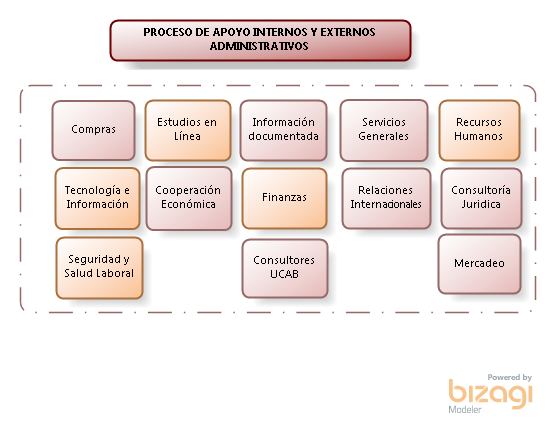 PROCESO DE APOYO INTERNOS Y EXTERNOS
ADMINISTRATIVOS
Compras
Estudios en
Línea
Información
documentada
Servicios
Generales
Recursos
Humanos
Tecnología e
Información
Cooperación
Económica
Finanzas
Relaciones
Internacionales
Consultoría
Juridica
Seguridad y
Salud Laboral
Consultores
UCAB
Mercadeo
Powered by
bizagi
Modeler